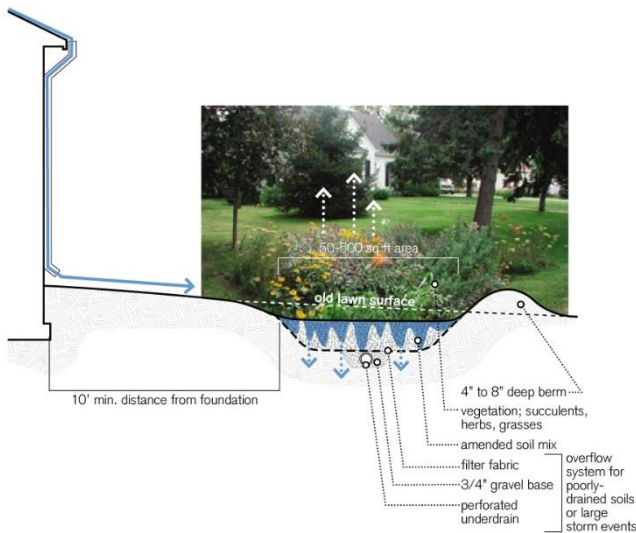 50-500 sq ft area
old lawn surface
10' min. distance from foundation
4" to 8" deep berm
vegetation; succulents,
herbs, grasses
amended soil mix
filter fabric
3/4" gravel base
perforated
underdrain
overflow
system for
poorly-
drained soils
or large
storm events